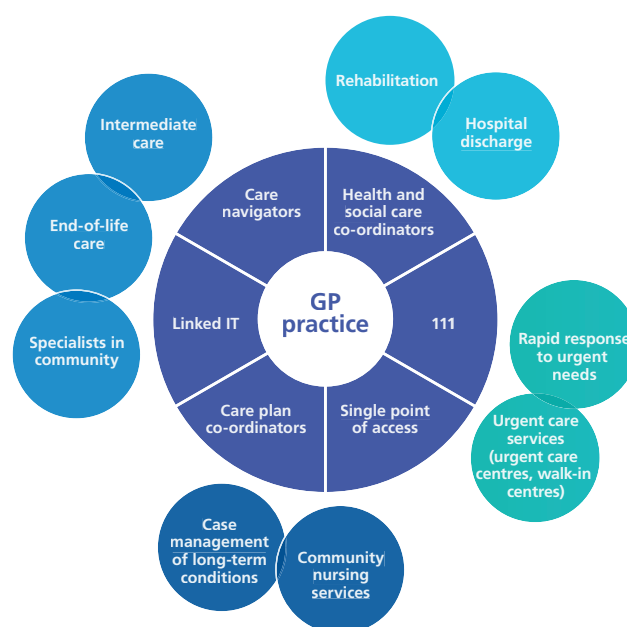 Rehabilitation
Hospital
discharge
Intermediate
care
End-of-life
care
Specialists in
community
Care
navigators
Health and
social care
co-ordinators
Linked IT
GP
practice
111
Care plan
co-ordinators
Single point
of access
Rapid response
to urgent
needs
Urgent care
services
(urgent care
centres, walk-in
centres)
Case
management
of long-term
conditions
Community
nursing
services